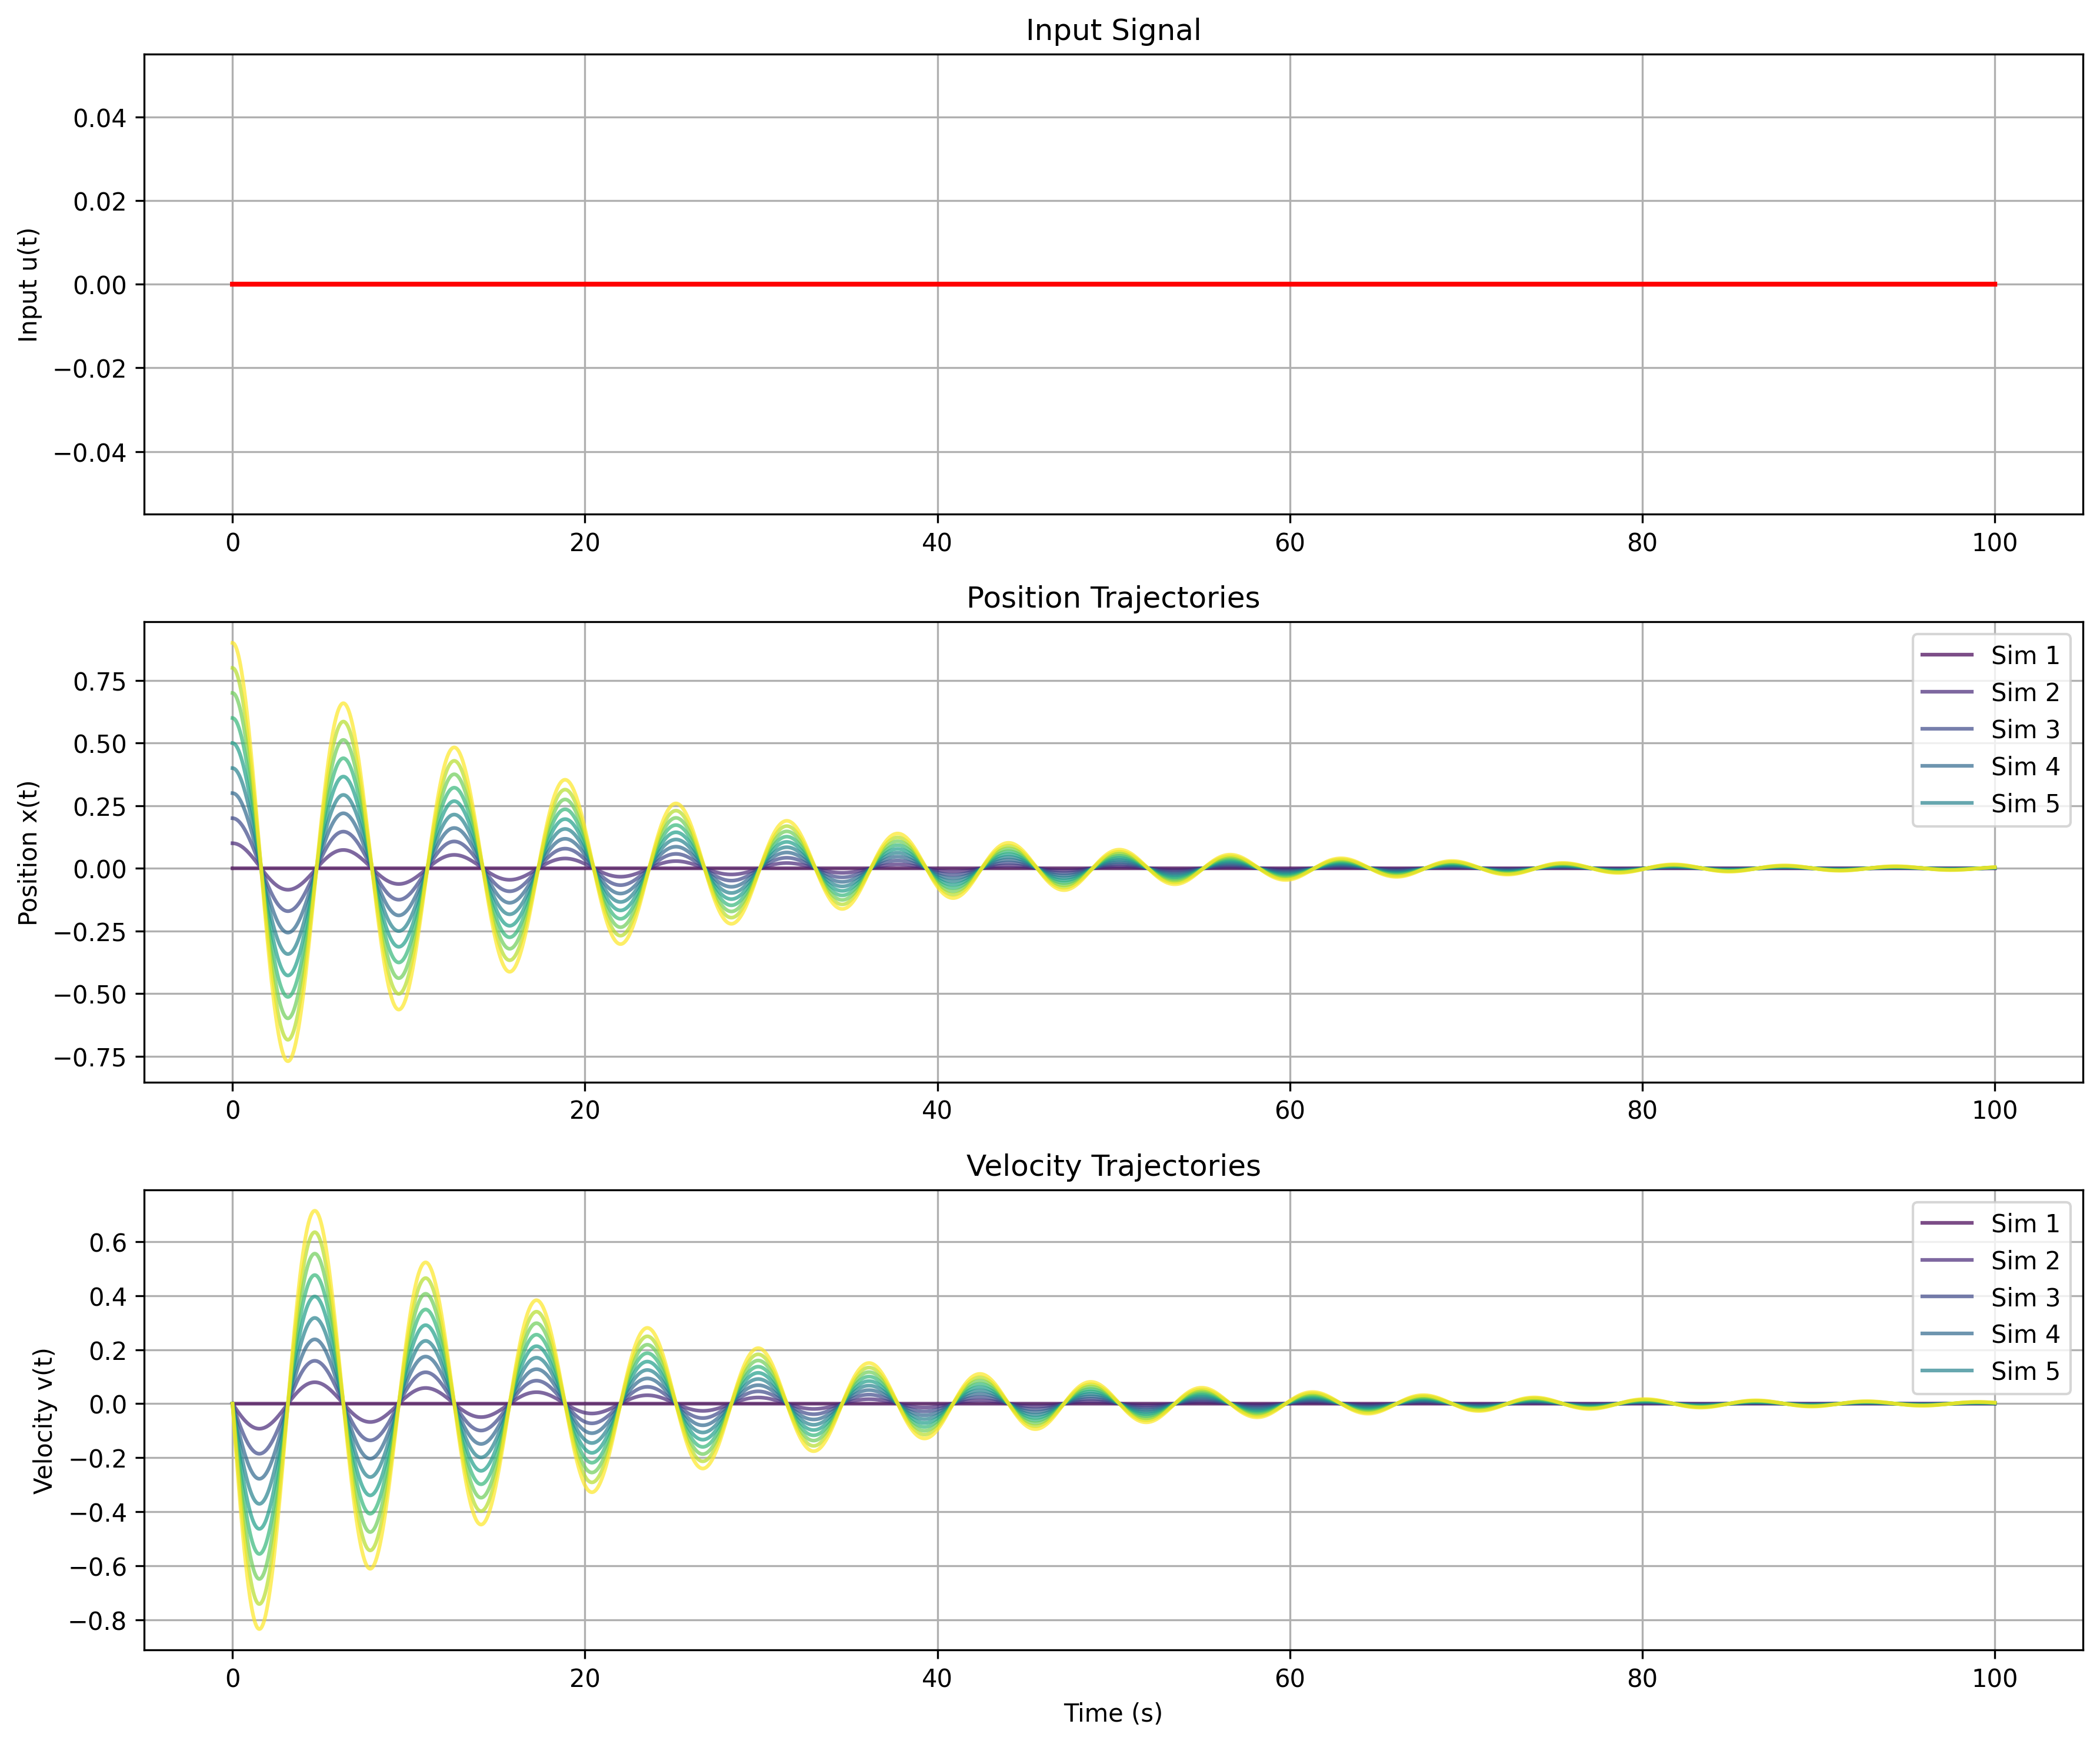 Input Signal
Input u(t)
0.04
0.02
0.00
−0.02
−0.04
0 20 40 60 80 100
Position Trajectories
Position x(t)
0.75
0.50
0.25
0.00
−0.25
−0.50
−0.75
Sim 1
Sim 2
Sim 3
Sim 4
Sim 5
0 20 40 60 80 100
Velocity Trajectories
Velocity v(t)
0.6
0.4
0.2
0.0
−0.2
−0.4
−0.6
−0.8
Sim 1
Sim 2
Sim 3
Sim 4
Sim 5
0 20 40 60 80 100
Time (s)